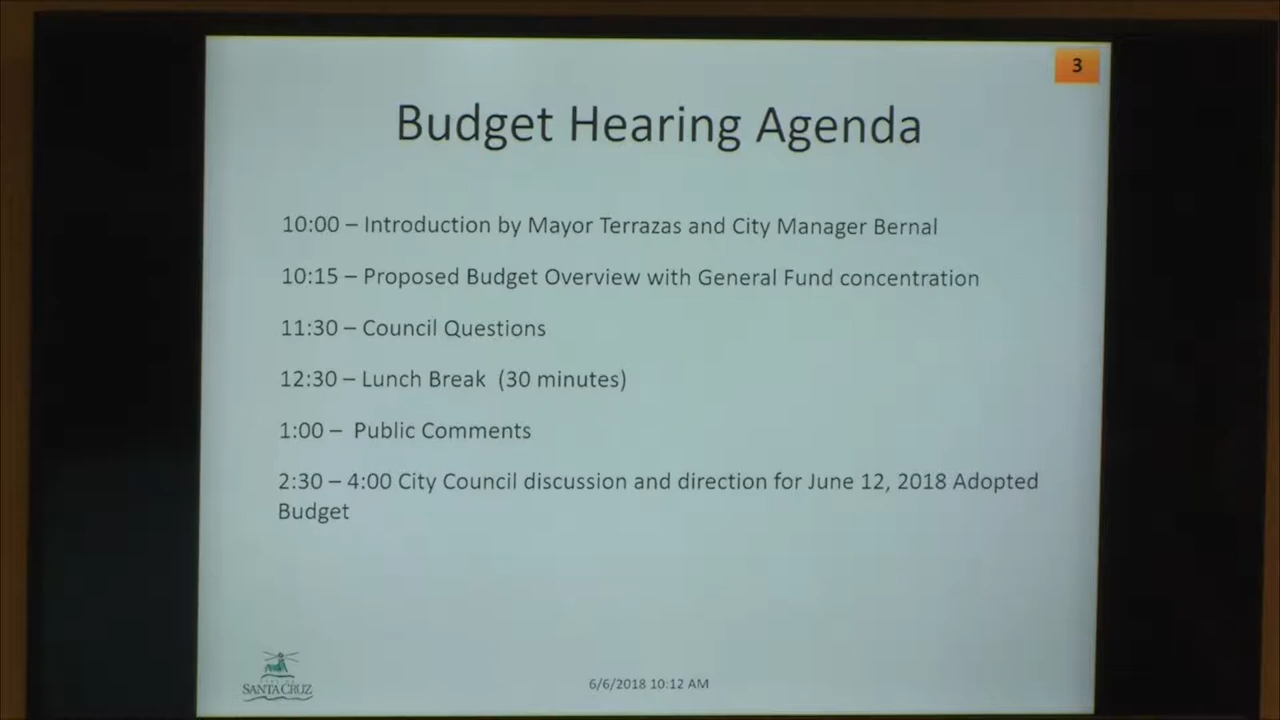 3
Budget Hearing Agenda
10:00 – Introduction by Mayor Terrazas and City Manager Bernal
10:15 – Proposed Budget Overview with General Fund concentration
11:30 – Council Questions
12:30 – Lunch Break (30 minutes)
1:00 – Public Comments
2:30 – 4:00 City Council discussion and direction for June 12, 2018 Adopted
Budget
SANTA CRUZ
6/6/2018 10:12 AM